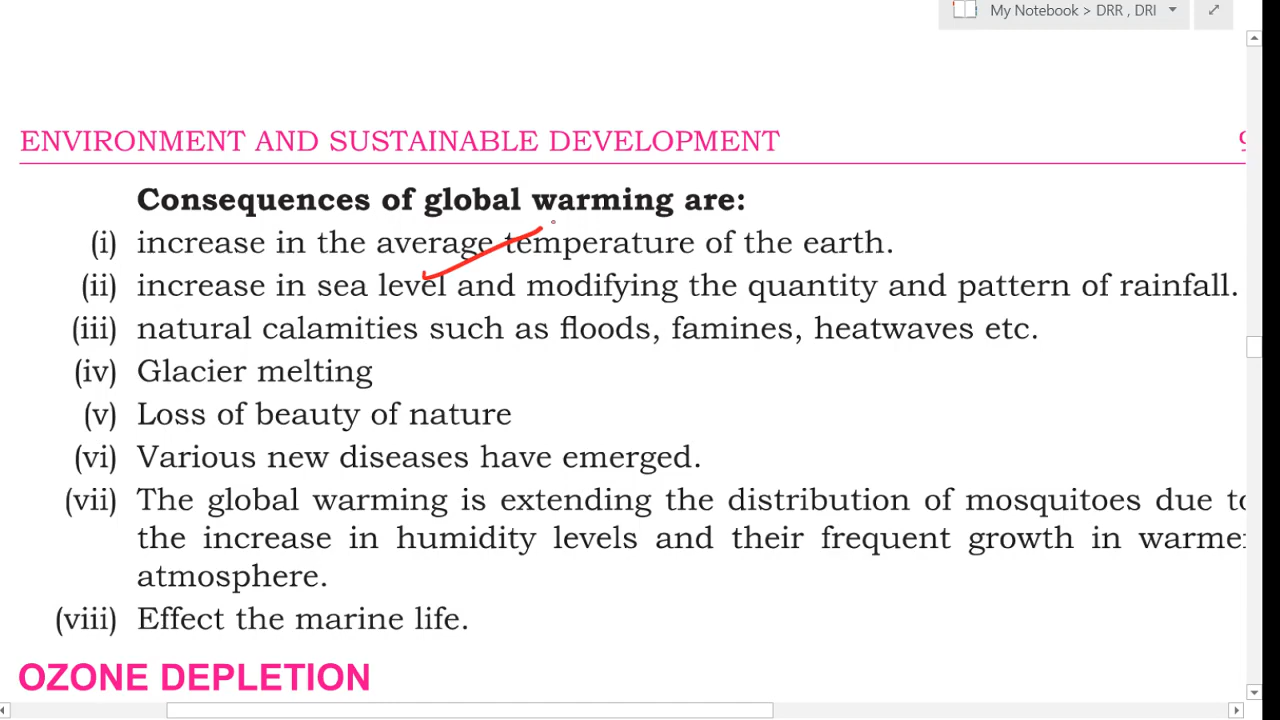 My Notebook > DRR , DRI
ENVIRONMENT AND SUSTAINABLE DEVELOPMENT
Consequences of global warming are:
(i) increase in the average temperature of the earth.
(ii) increase in sea level and modifying the quantity and pattern of rainfall.
(iii) natural calamities such as floods, famines, heatwaves etc.
(iv) Glacier melting
(v) Loss of beauty of nature
(vi) Various new diseases have emerged.
(vii) The global warming is extending the distribution of mosquitoes due to
the increase in humidity levels and their frequent growth in warmer
atmosphere.
(viii) Effect the marine life.
OZONE DEPLETION